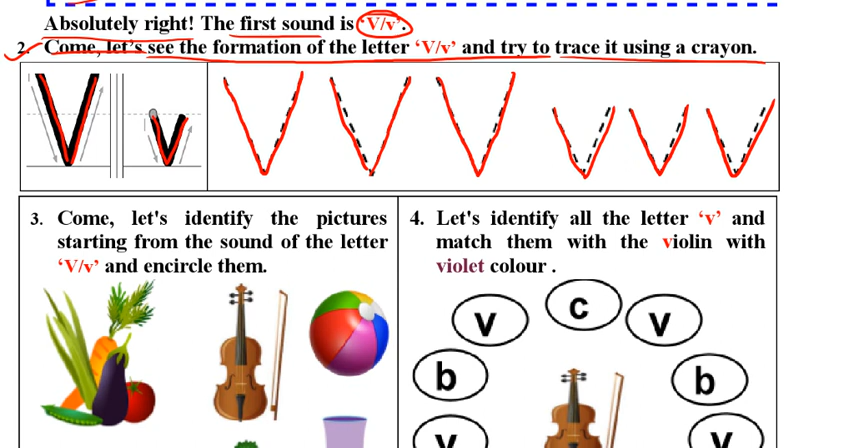 Absolutely right! The first sound is ‘V/v’.
2. Come, let's see the formation of the letter ‘V/v’ and try to trace it using a crayon.
V v V V V v v v
3. Come, let's identify the pictures
starting from the sound of the letter
‘V/v’ and encircle them.
4. Let's identify all the letter ‘v’ and
match them with the violin with
violet colour .
c
v v
b b
v v